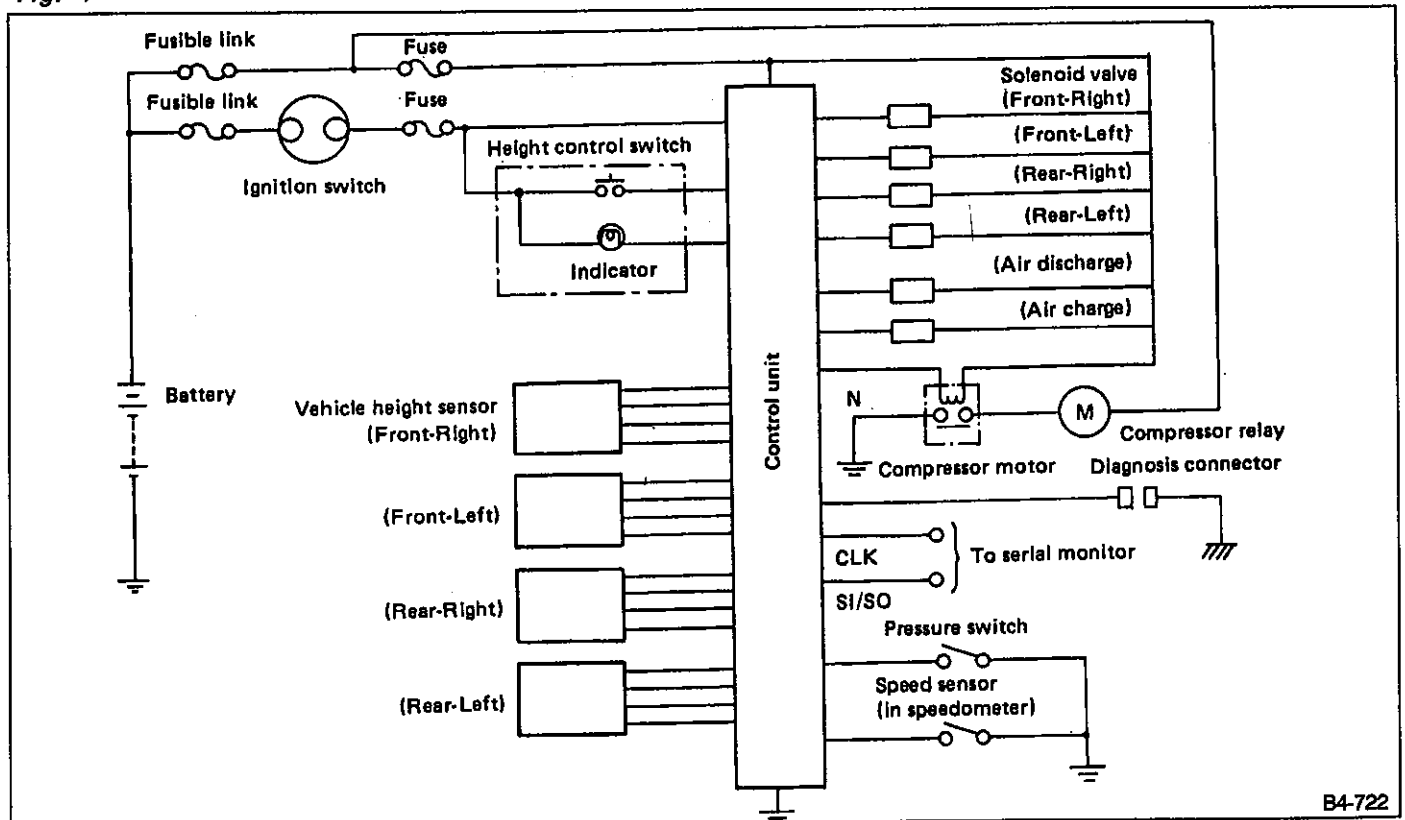 Fusible link
Fuse
Fusible link
Fuse
Ignition switch
Height control switch
Indicator
Battery
Vehicle height sensor
(Front-Right)
(Front-Left)
(Rear-Right)
(Rear-Left)
Control unit
Solenoid valve
(Front-Right)
(Front-Left)
(Rear-Right)
(Rear-Left)
(Air discharge)
(Air charge)
N
M
Compressor relay
Compressor motor
Diagnosis connector
CLK
To serial monitor
SI/SO
Pressure switch
Speed sensor
(in speedometer)
B4-722